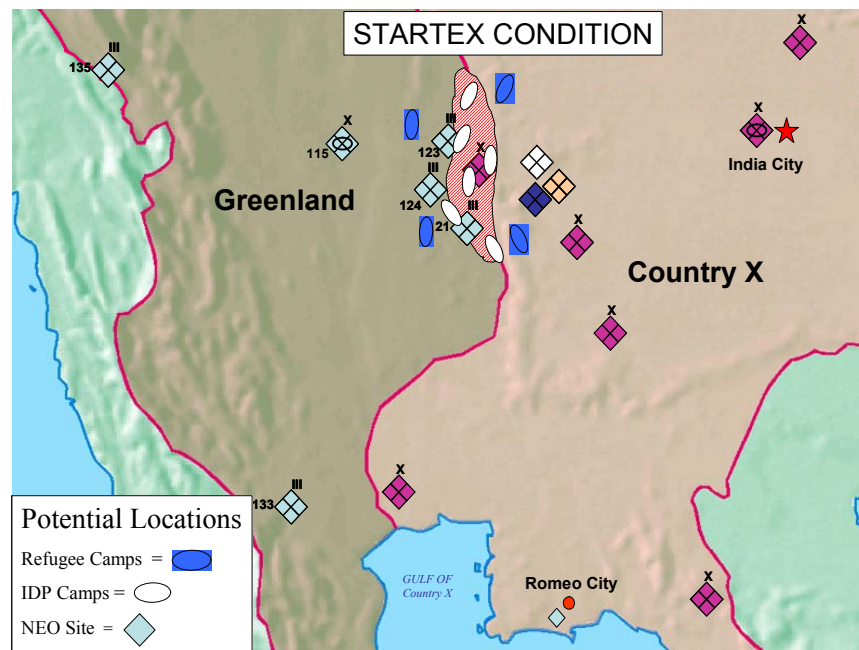 STARTEX CONDITION
X
III
135
X
X
III
115
123
X
India City
III
Greenland
124
III
21
X
Country X
X
X
III
133
X
Potential Locations
Refugee Camps =
IDP Camps =
NEO Site =
GULF OF
Country X
Romeo City
X